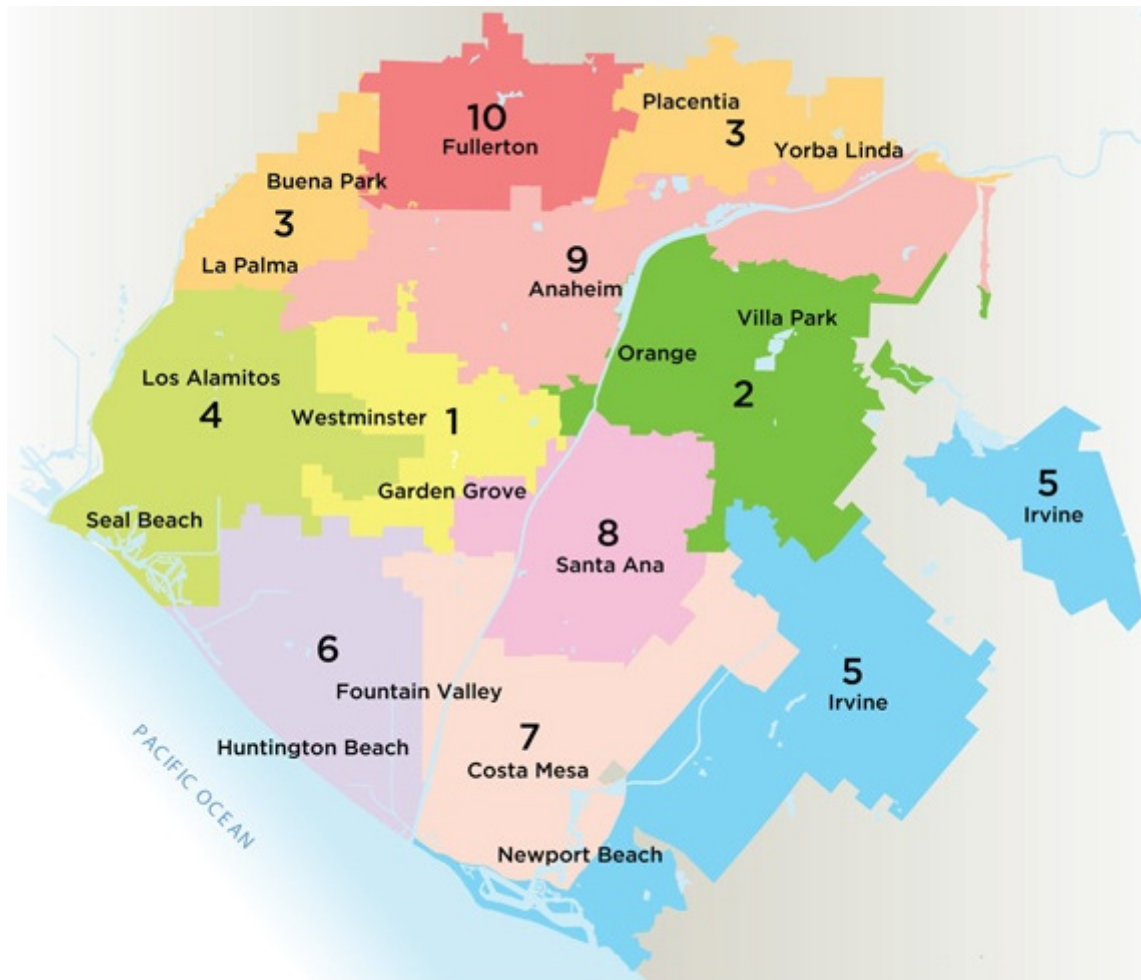 10
Fullerton
Placentia
3
Yorba Linda
Buena Park
3
La Palma
9
Anaheim
Villa Park
Orange
2
Los Alamitos
4
Westminster
1
?
Garden Grove
Seal Beach
8
Santa Ana
5
Irvine
6
Fountain Valley
Huntington Beach
5
Irvine
7
Costa Mesa
Newport Beach
PACIFIC OCEAN